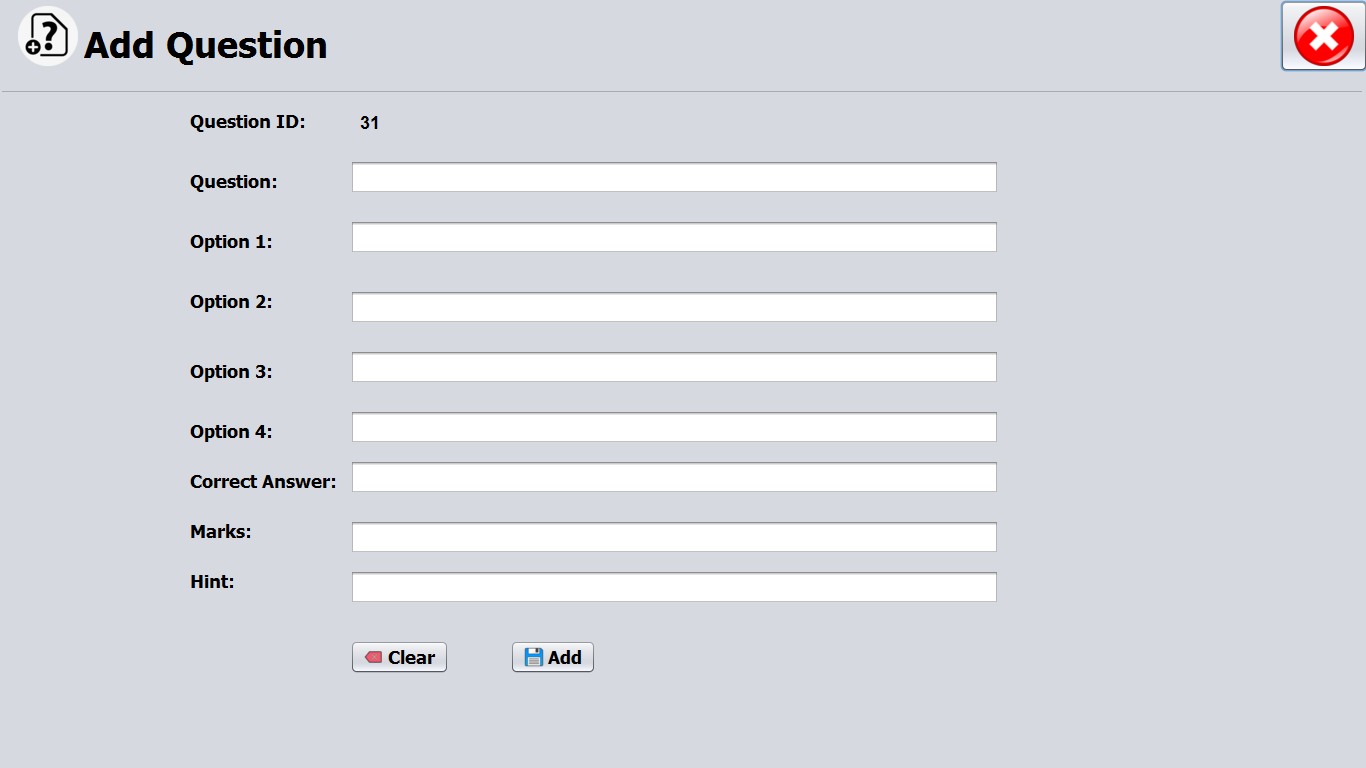 Add Question
Question ID: 31
Question:
Option 1:
Option 2:
Option 3:
Option 4:
Correct Answer:
Marks:
Hint:
Clear Add